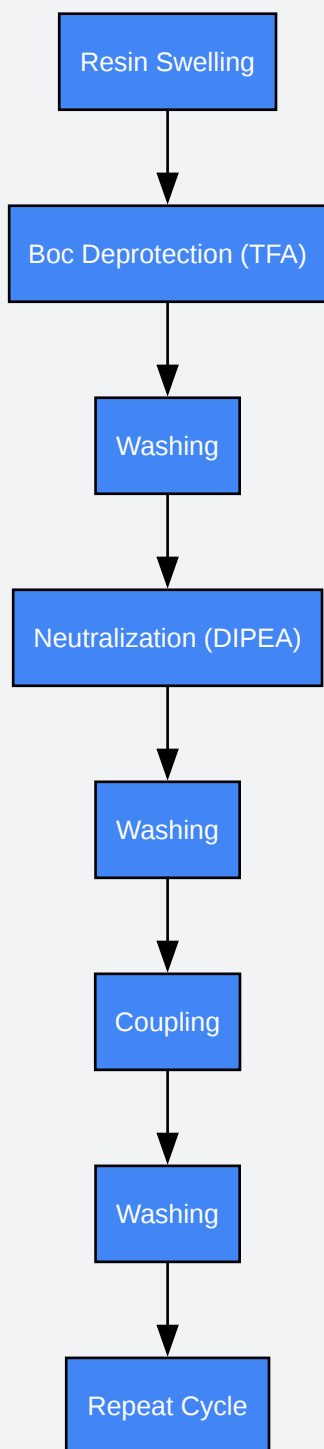 Resin Swelling
Boc Deprotection (TFA)
Washing
Neutralization (DIPEA)
Washing
Coupling
Washing
Repeat Cycle